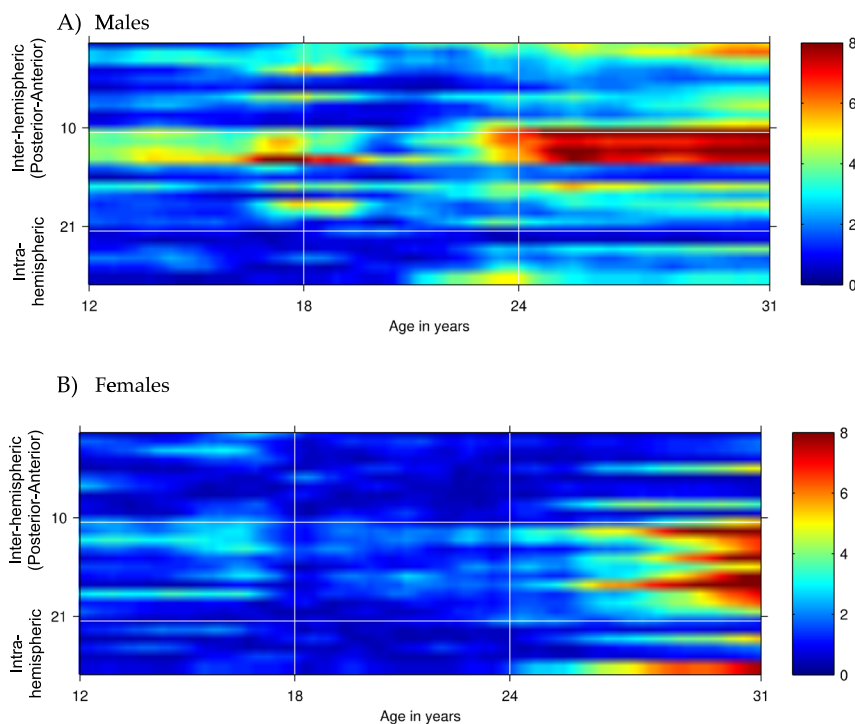 A) Males
Inter-hemispheric
(Posterior-Anterior)
Intra-
hemispheric
10
21
12
18
24
31
Age in years
8
6
4
2
0
B) Females
Inter-hemispheric
(Posterior-Anterior)
Intra-
hemispheric
10
21
12
18
24
31
Age in years
8
6
4
2
0